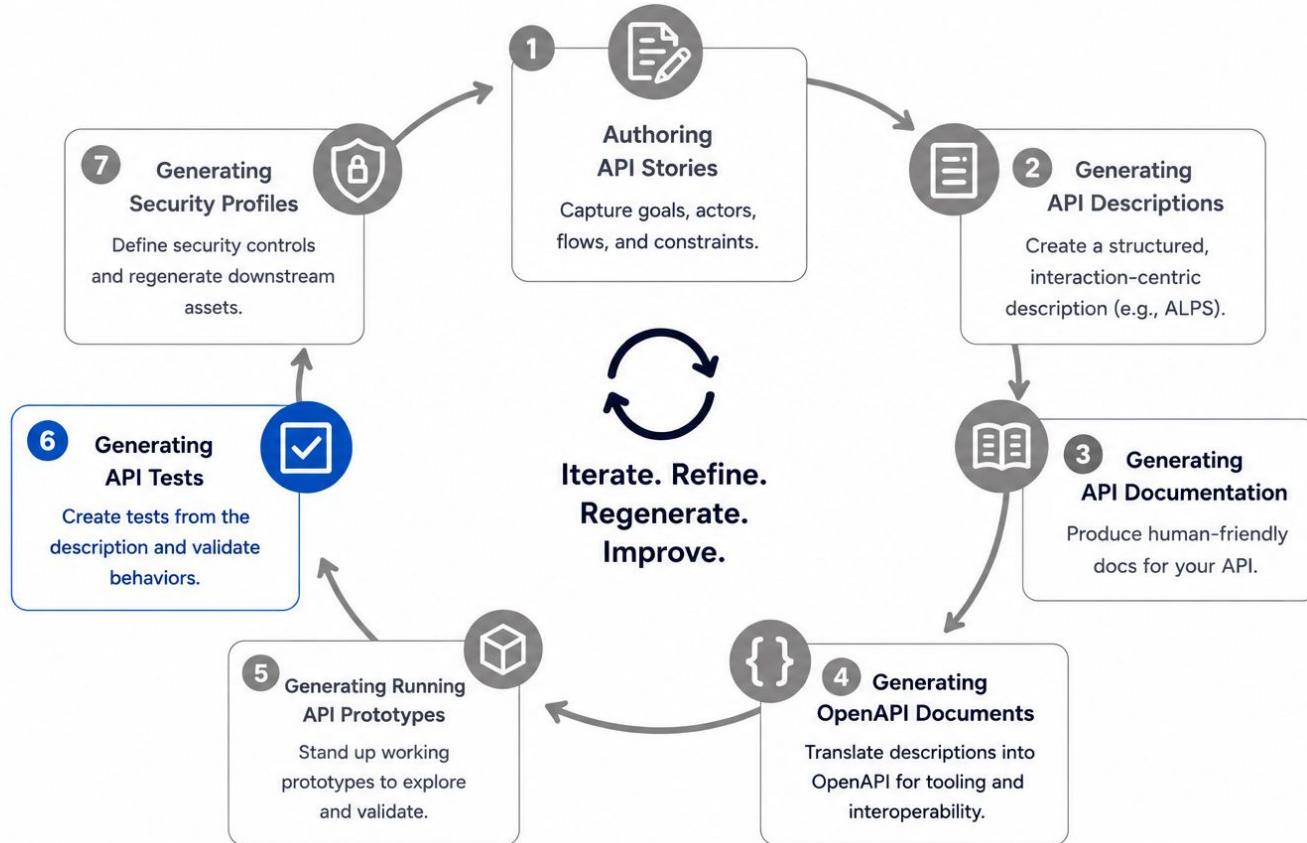 1
Authoring
API Stories
Capture goals, actors,
flows, and constraints.
2
Generating
API Descriptions
Create a structured,
interaction-centric
description (e.g., ALPS).
3
Generating
API Documentation
Produce human-friendly
docs for your API.
4
Generating
OpenAPI Documents
Translate descriptions into
OpenAPI for tooling and
interoperability.
5
Generating Running
API Prototypes
Stand up working
prototypes to explore
and validate.
6
Generating
API Tests
Create tests from the
description and validate
behaviors.
7
Generating
Security Profiles
Define security controls
and regenerate downstream
assets.
Iterate. Refine.
Regenerate.
Improve.